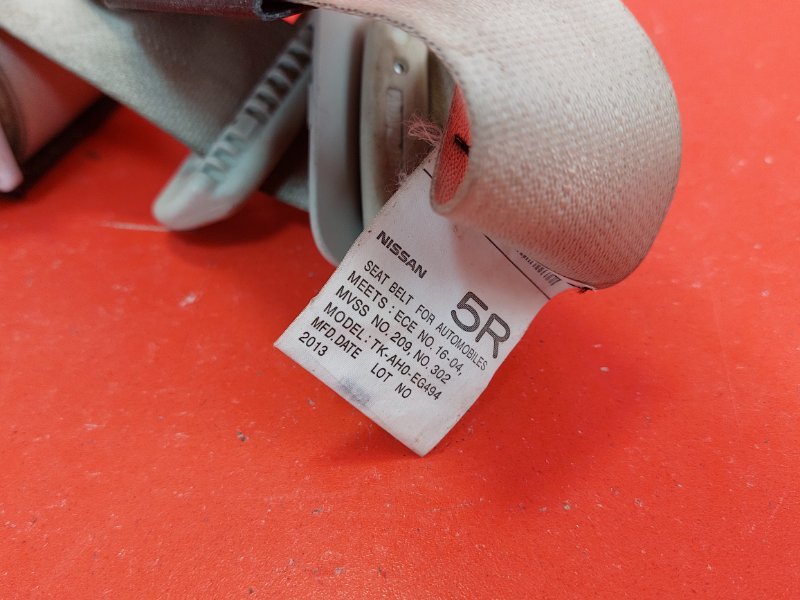 NISSAN
5R
SEAT BELT FOR AUTOMOBILES
MEETS : ECE NO. 16-04,
MVSS NO. 209, NO. 302
MODEL : TK-AH0-EG494
MFD.DATE LOT NO
2013